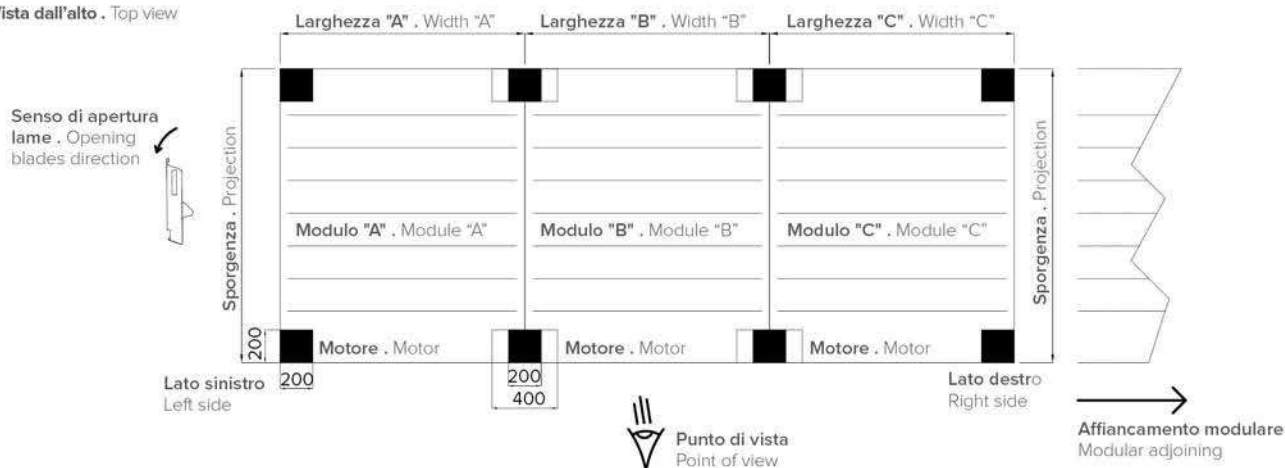 Vista dall'alto . Top view
Larghezza "A" . Width “A”
Larghezza "B" . Width “B”
Larghezza "C" . Width “C”
Senso di apertura
lame . Opening
blades direction
Sporgenza . Projection
Modulo "A" . Module “A”
Modulo "B" . Module “B”
Modulo "C" . Module “C”
Sporgenza . Projection
200
Motore . Motor
Motore . Motor
Motore . Motor
200
200
400
Lato sinistro
Left side
Lato destro
Right side
Punto di vista
Point of view
Affiancamento modulare
Modular adjoining